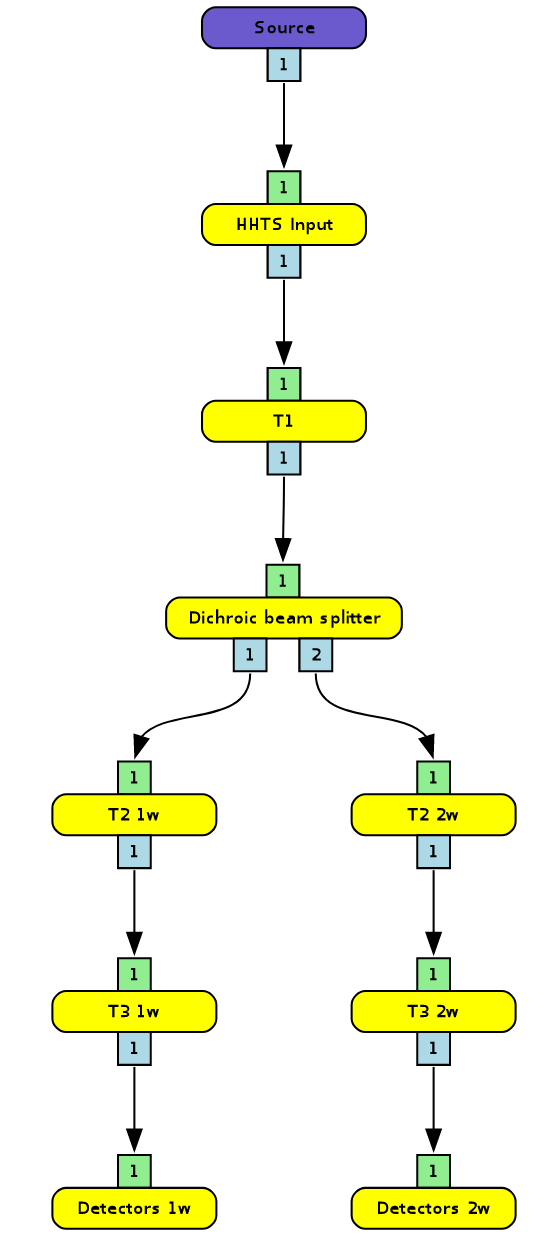 Source
1
1
HHTS Input
1
1
T1
1
1
Dichroic beam splitter
1 2
1 1
T2 1w T2 2w
1 1
1 1
T3 1w T3 2w
1 1
1 1
Detectors 1w Detectors 2w